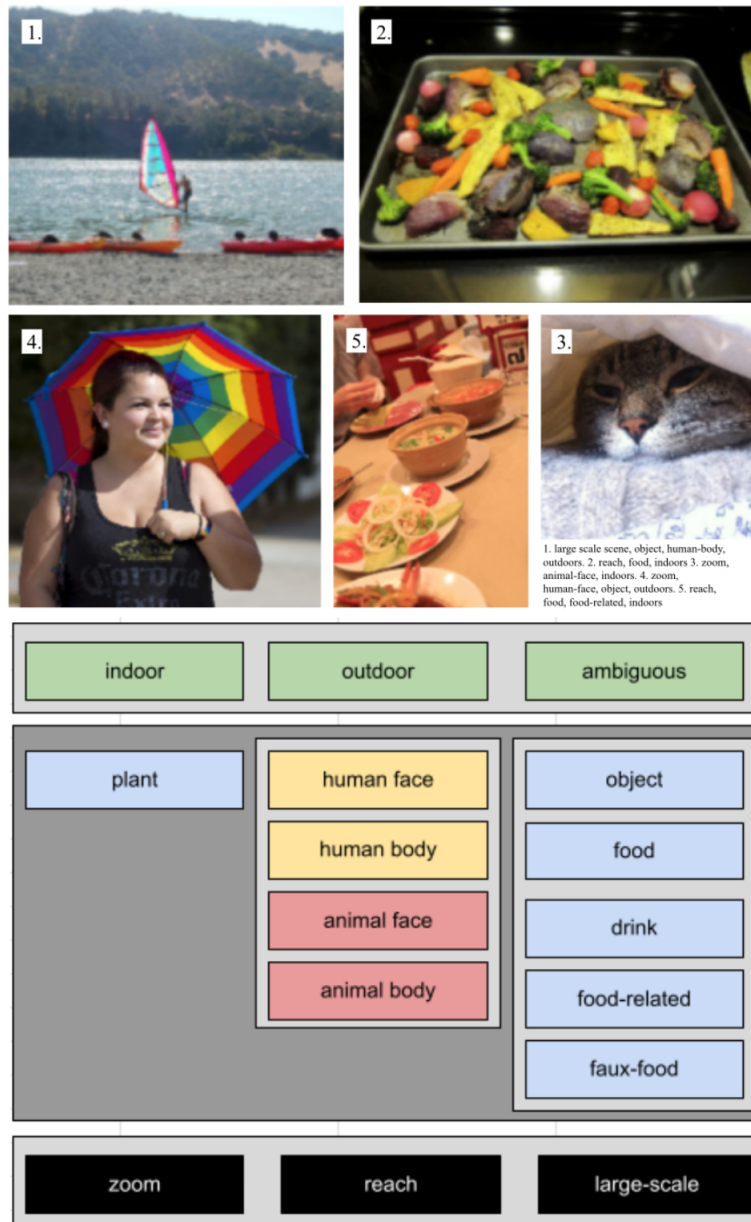 1.
2.
4.
5.
3.
Corona
Extra
1. large scale scene, object, human-body,
outdoors. 2. reach, food, indoors 3. zoom,
animal-face, indoors. 4. zoom,
human-face, object, outdoors. 5. reach,
food, food-related, indoors
indoor
outdoor
ambiguous
plant
human face
object
human body
food
animal face
drink
animal body
food-related
faux-food
zoom
reach
large-scale